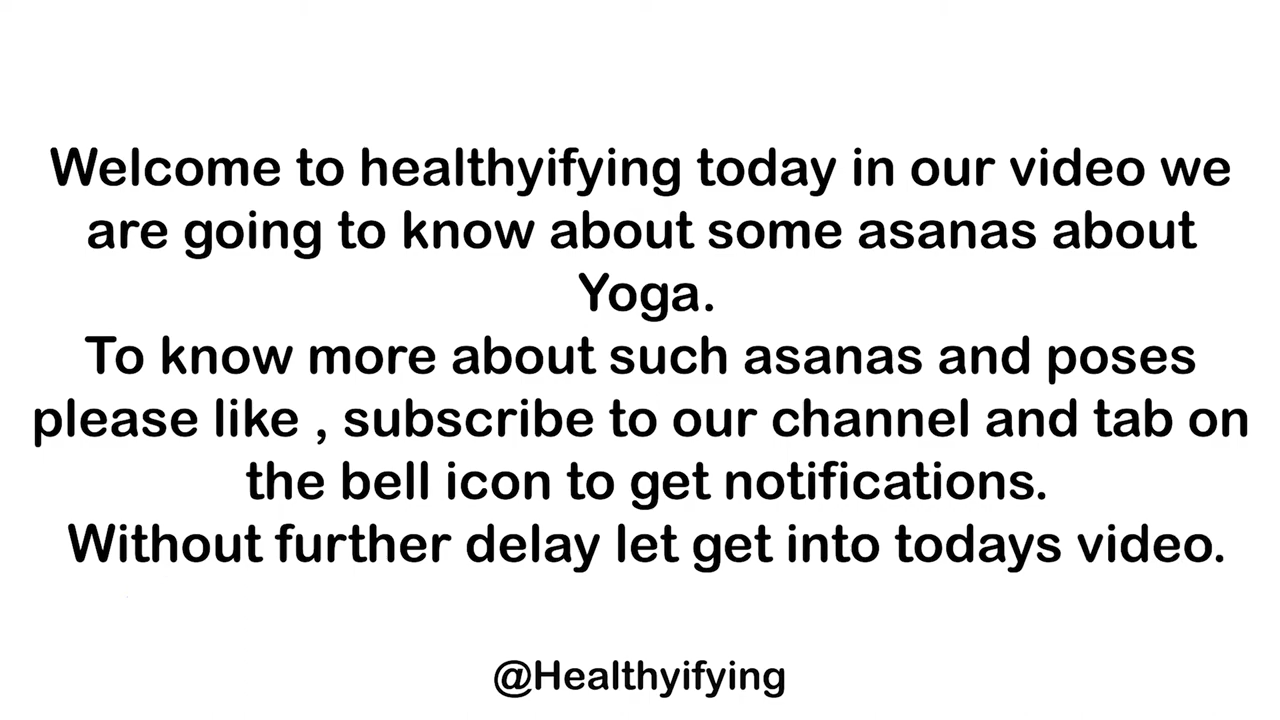 Welcome to healthyifying today in our video we
are going to know about some asanas about
Yoga.
To know more about such asanas and poses
please like , subscribe to our channel and tab on
the bell icon to get notifications.
Without further delay let get into todays video.
@Healthyifying